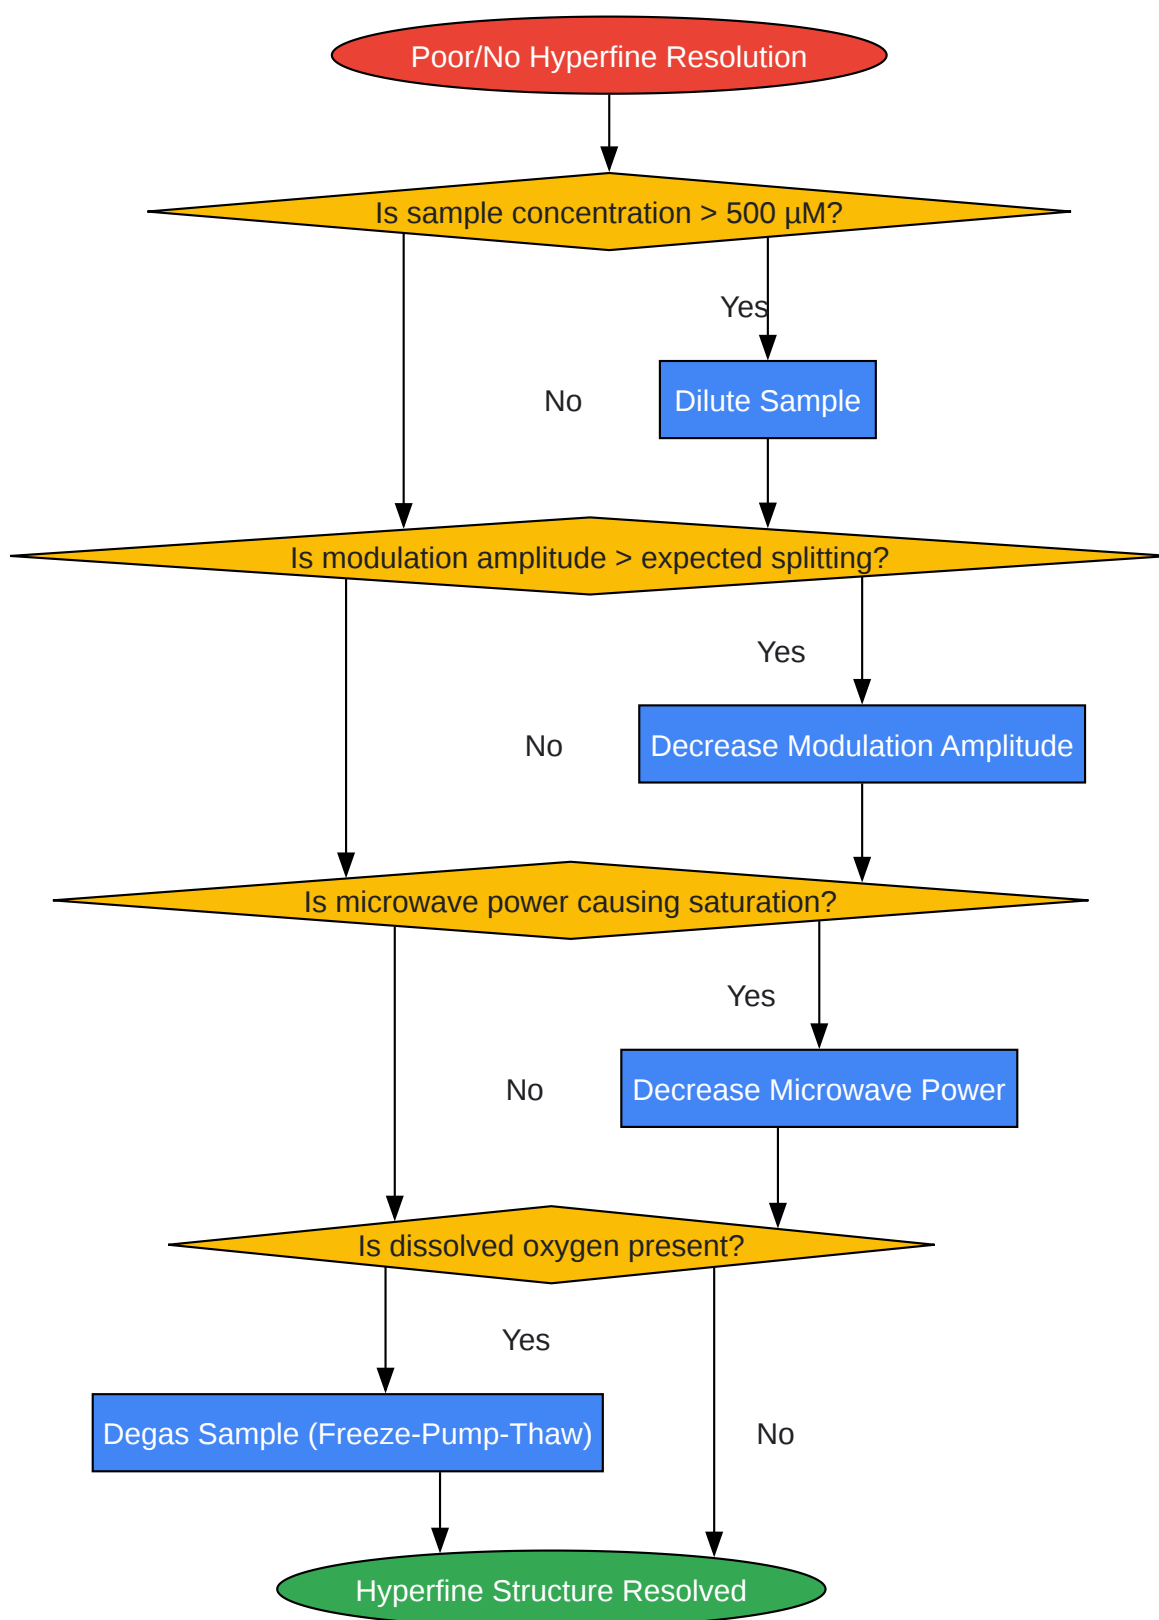 Poor/No Hyperfine Resolution
Is sample concentration > 500 µM?
Yes
No
Dilute Sample
Is modulation amplitude > expected splitting?
Yes
No
Decrease Modulation Amplitude
Is microwave power causing saturation?
Yes
No
Decrease Microwave Power
Is dissolved oxygen present?
Yes
Degas Sample (Freeze-Pump-Thaw)
No
Hyperfine Structure Resolved